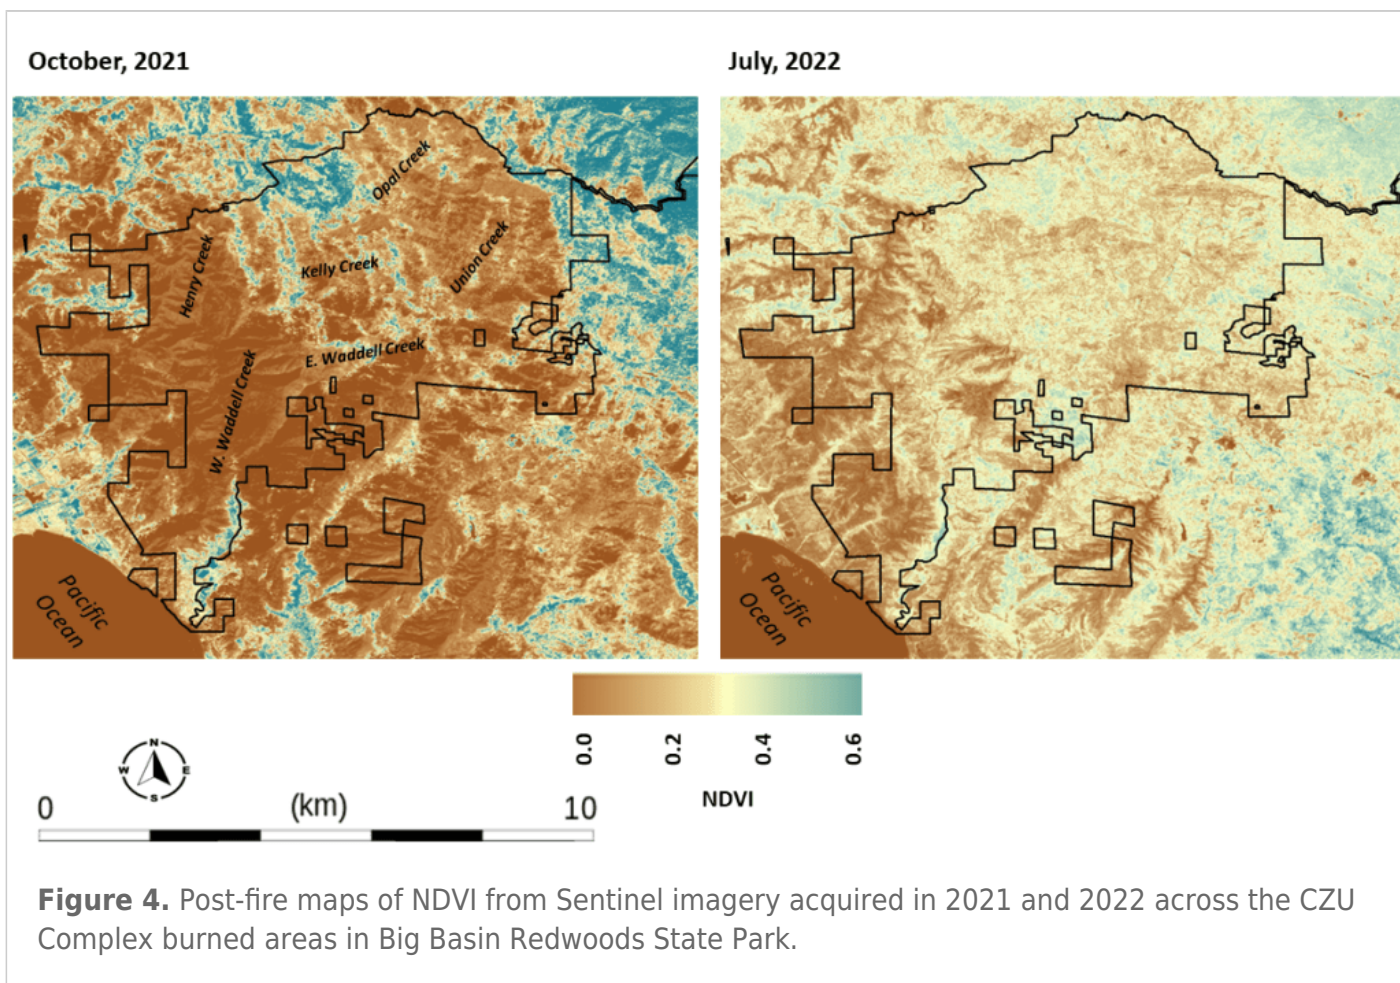 October, 2021
July, 2022
Opal Creek
Henry Creek
Kelly Creek
Union Creek
E. Waddell Creek
W. Waddell Creek
Pacific
Ocean
Pacific
Ocean
0.0
0.2
0.4
0.6
NDVI
N
W
E
S
0
(km)
10
Figure 4. Post-fire maps of NDVI from Sentinel imagery acquired in 2021 and 2022 across the CZU
Complex burned areas in Big Basin Redwoods State Park.